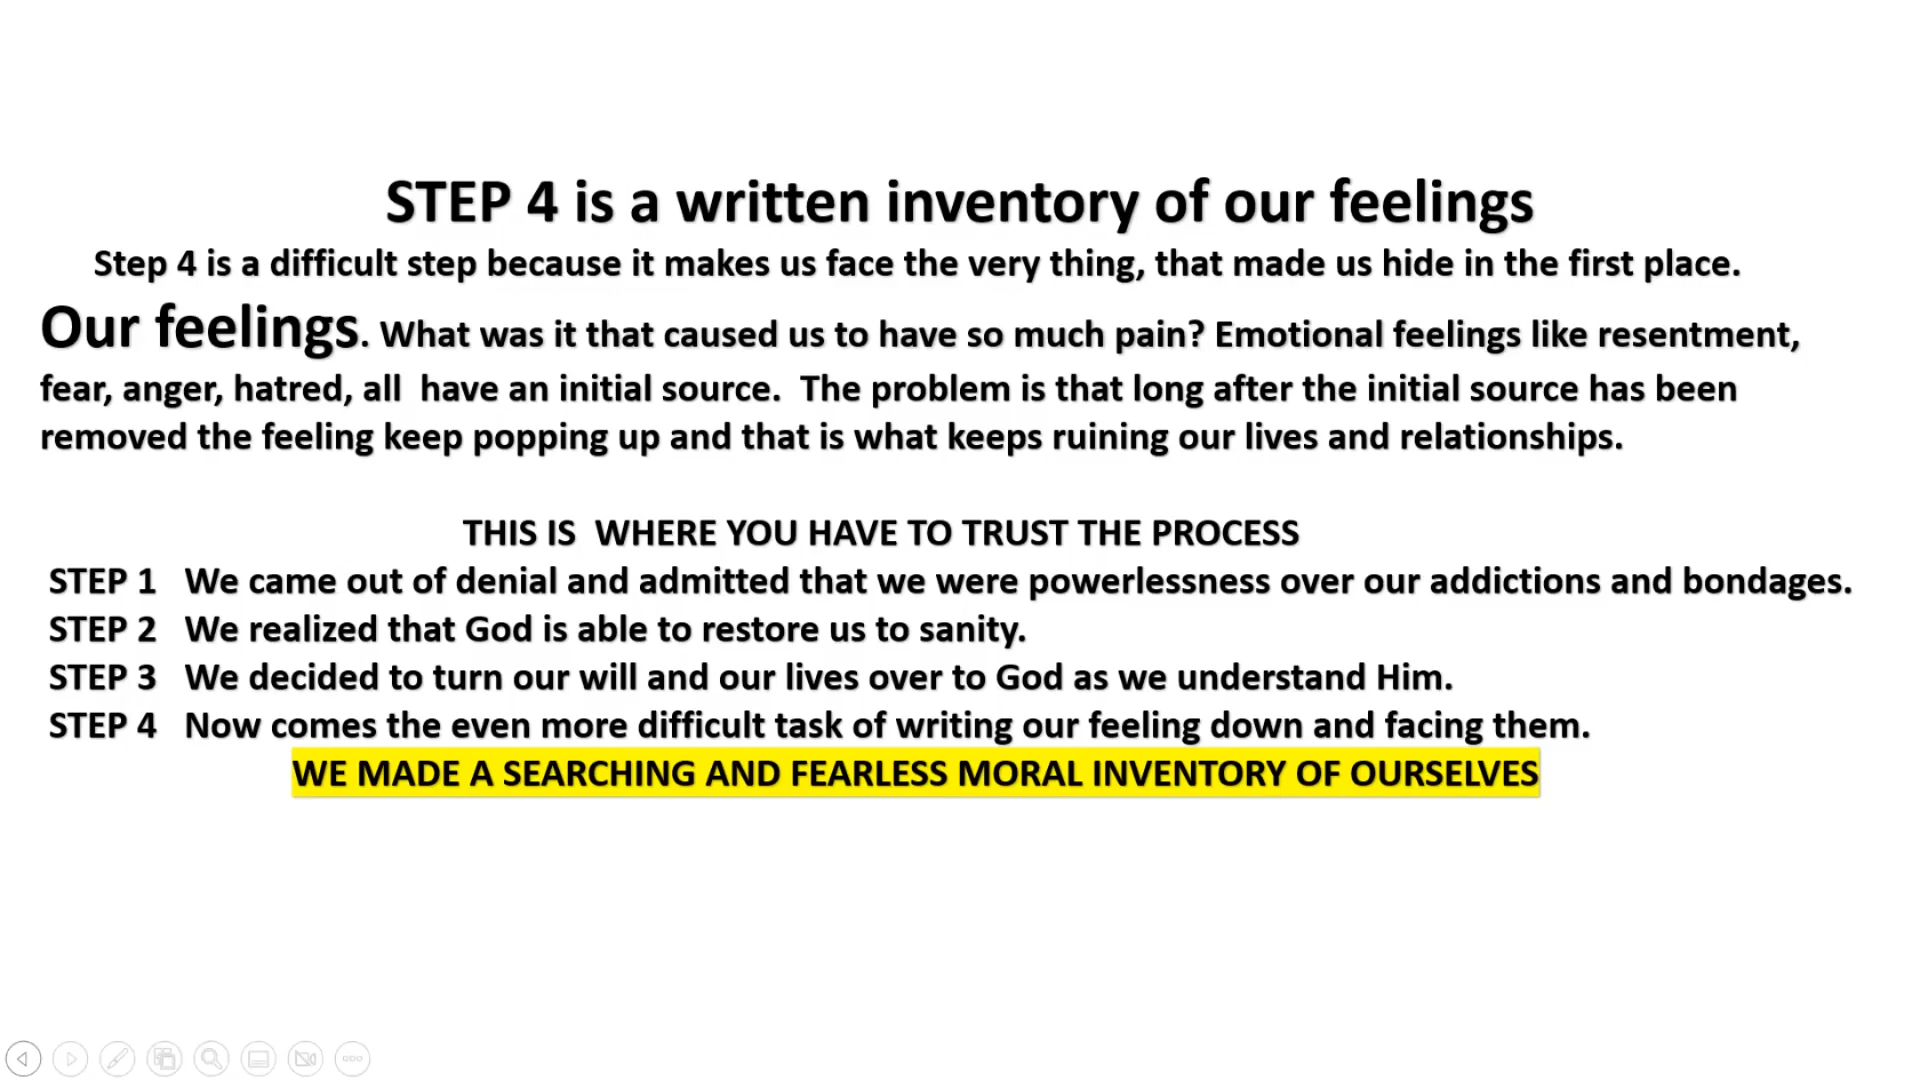 STEP 4 is a written inventory of our feelings
Step 4 is a difficult step because it makes us face the very thing, that made us hide in the first place.
Our feelings. What was it that caused us to have so much pain? Emotional feelings like resentment,
fear, anger, hatred, all  have an initial source.  The problem is that long after the initial source has been
removed the feeling keep popping up and that is what keeps ruining our lives and relationships.
THIS IS  WHERE YOU HAVE TO TRUST THE PROCESS
STEP 1   We came out of denial and admitted that we were powerlessness over our addictions and bondages.
STEP 2   We realized that God is able to restore us to sanity.
STEP 3   We decided to turn our will and our lives over to God as we understand Him.
STEP 4   Now comes the even more difficult task of writing our feeling down and facing them.
WE MADE A SEARCHING AND FEARLESS MORAL INVENTORY OF OURSELVES